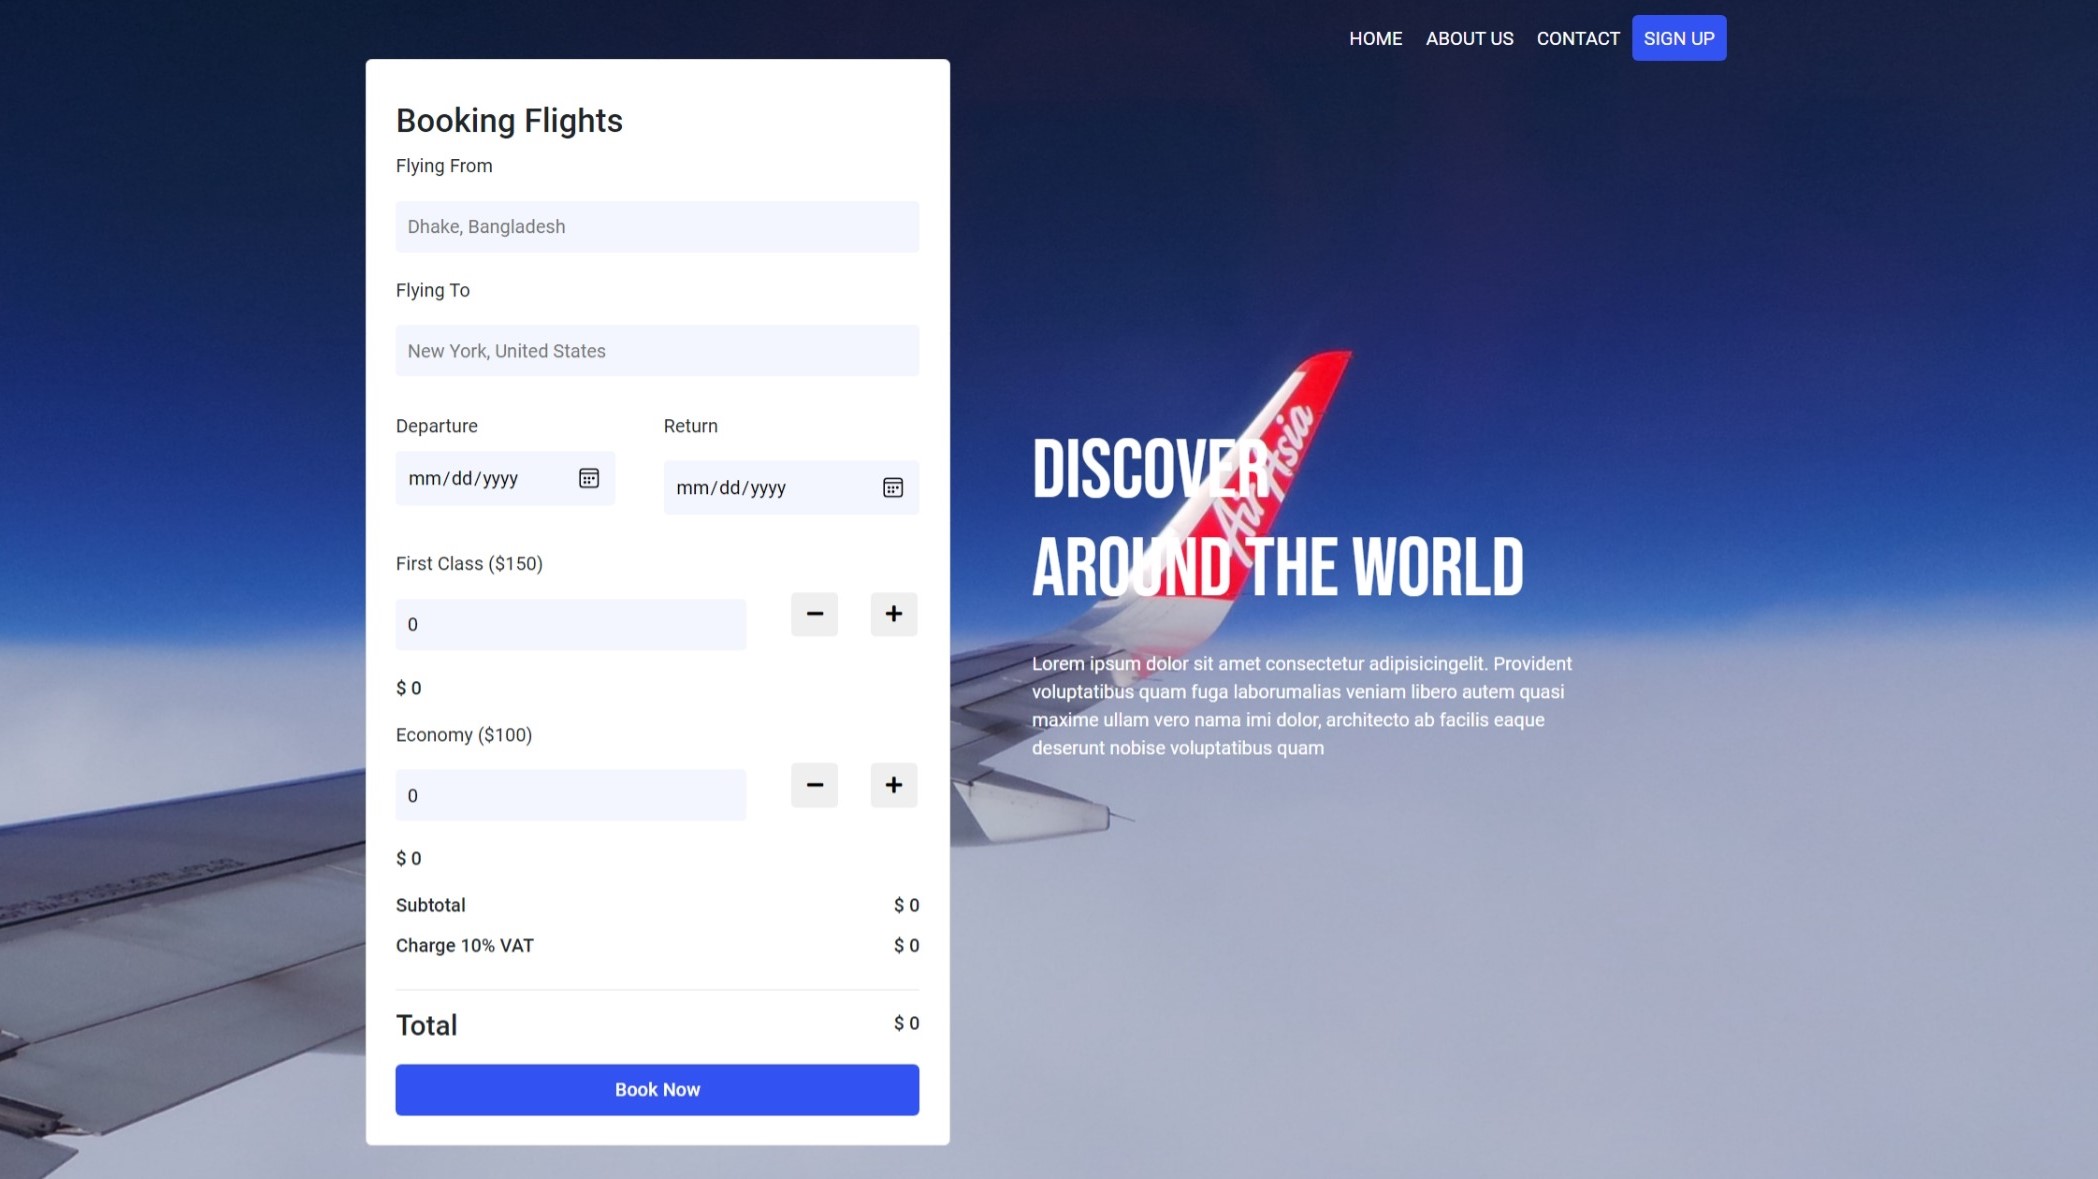 HOME ABOUT US CONTACT SIGN UP
Booking Flights
Flying From
Dhake, Bangladesh
Flying To
New York, United States
Departure Return
mm/dd/yyyy mm/dd/yyyy
First Class ($150)
0
$ 0
Economy ($100)
0
$ 0
Subtotal $ 0
Charge 10% VAT $ 0
Total $ 0
Book Now
AirAsia
DISCOVER
AROUND THE WORLD
Lorem ipsum dolor sit amet consectetur adipisicingelit. Provident
voluptatibus quam fuga laborumalias veniam libero autem quasi
maxime ullam vero nama imi dolor, architecto ab facilis eaque
deserunt nobise voluptatibus quam